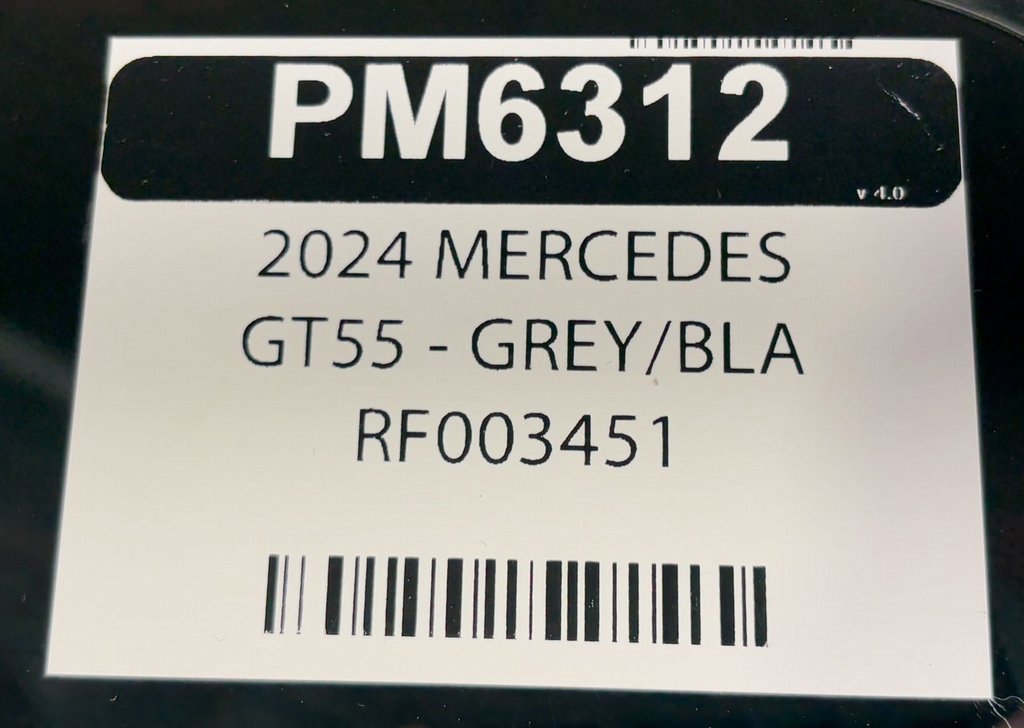 PM6312
v 4.0
2024 MERCEDES
GT55 - GREY/BLA
RF003451